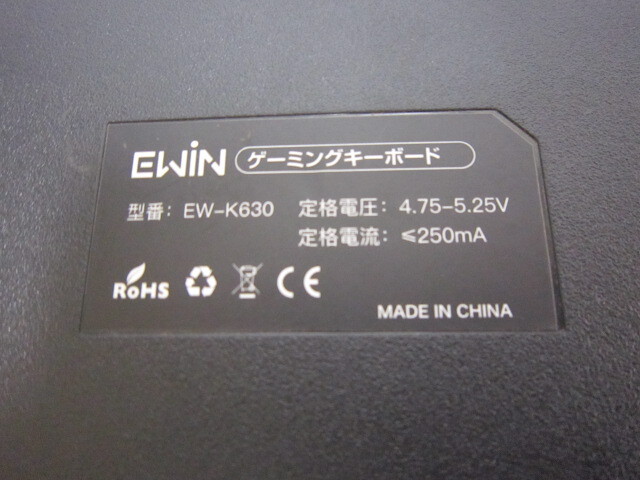 EWiN ゲーミングキーボード
型番: EW-K630 定格電圧: 4.75-5.25V
定格電流: ≤250mA
RoHS CE
MADE IN CHINA